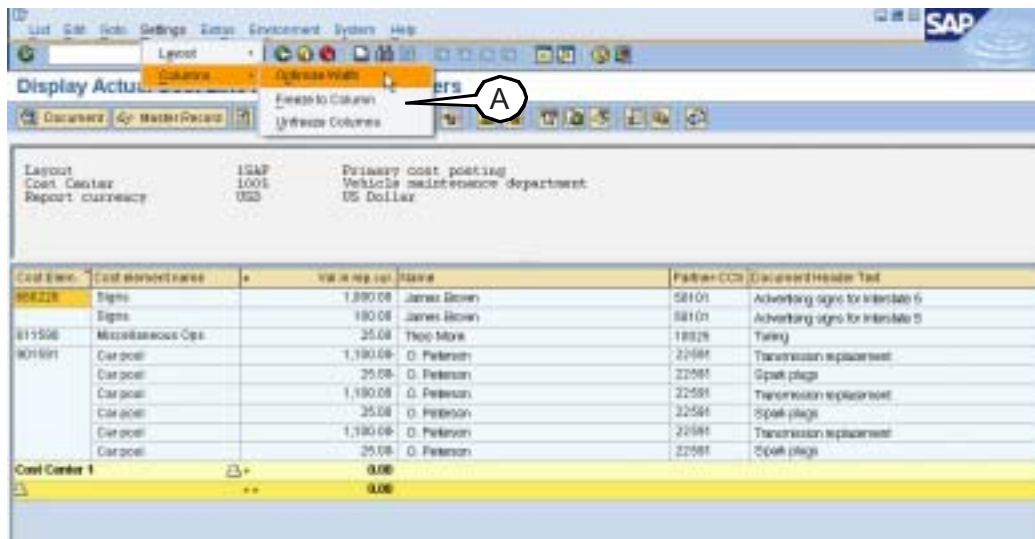 List Edit Goto Settings Extras Environment System Help
SAP
Layout
Columns
Optimize Width
Display Actu
ers
Freeze to Column
A
Unfreeze Columns
Document Master Record
Layout 1SAP Primary cost posting
Cost Center 1005 Vehicle maintenance department
Report currency USD US Dollar
Cost Elem. Cost element name Val.in rep.cur. Name Partner-CCtr Document Header Text
Signs 1,000.00 James Brown 50101 Advertising signs for Interstate 5
Signs 100.00 James Brown 50101 Advertising signs for Interstate 5
Miscellaneous Ops 25.00 Theo Monk Towing
Car pool 1,100.00- O. Peterson 22591 Transmission replacement
Car pool 25.00- O. Peterson 22591 Spark plugs
Car pool 1,100.00 O. Peterson 22591 Transmission replacement
Car pool 25.00 O. Peterson 22591 Spark plugs
Car pool 1,100.00- O. Peterson 22591 Transmission replacement
Car pool 25.00- O. Peterson 22591 Spark plugs
Cost Center 1 0.00
0.00